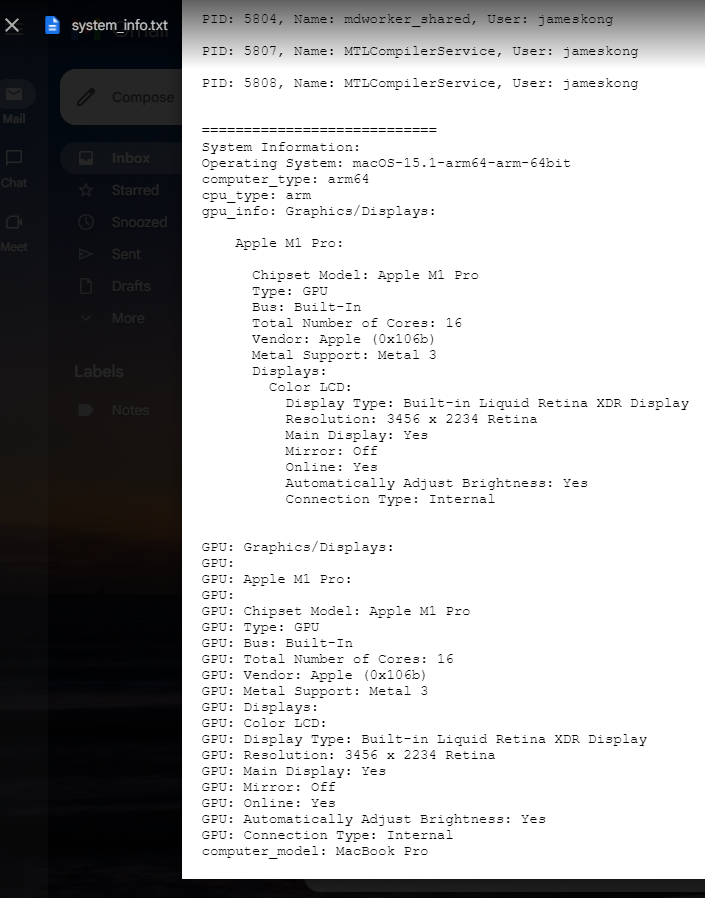 system_info.txt
Gmail
Compose
Mail
Inbox
Chat
Starred
Snoozed
Meet
Sent
Drafts
More
Labels
Notes
PID: 5804, Name: mdworker_shared, User: jameskong
PID: 5807, Name: MTLCompilerService, User: jameskong
PID: 5808, Name: MTLCompilerService, User: jameskong
============================
System Information:
Operating System: macOS-15.1-arm64-arm-64bit
computer_type: arm64
cpu_type: arm
gpu_info: Graphics/Displays:
Apple M1 Pro:
Chipset Model: Apple M1 Pro
Type: GPU
Bus: Built-In
Total Number of Cores: 16
Vendor: Apple (0x106b)
Metal Support: Metal 3
Displays:
Color LCD:
Display Type: Built-in Liquid Retina XDR Display
Resolution: 3456 x 2234 Retina
Main Display: Yes
Mirror: Off
Online: Yes
Automatically Adjust Brightness: Yes
Connection Type: Internal
GPU: Graphics/Displays:
GPU:
GPU: Apple M1 Pro:
GPU:
GPU: Chipset Model: Apple M1 Pro
GPU: Type: GPU
GPU: Bus: Built-In
GPU: Total Number of Cores: 16
GPU: Vendor: Apple (0x106b)
GPU: Metal Support: Metal 3
GPU: Displays:
GPU: Color LCD:
GPU: Display Type: Built-in Liquid Retina XDR Display
GPU: Resolution: 3456 x 2234 Retina
GPU: Main Display: Yes
GPU: Mirror: Off
GPU: Online: Yes
GPU: Automatically Adjust Brightness: Yes
GPU: Connection Type: Internal
computer_model: MacBook Pro